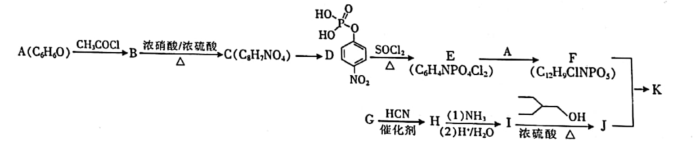 A(C₆H₆O) CH₃COCl B 浓硝酸/浓硫酸 △ C(C₈H₇NO₄) D HO HO P O O NO₂ SOCl₂ △ E (C₆H₄NPO₄Cl₂) A F (C₁₂H₉ClNPO₅) K
G HCN 催化剂 H (1)NH₃ (2)H⁺/H₂O I OH 浓硫酸 △ J